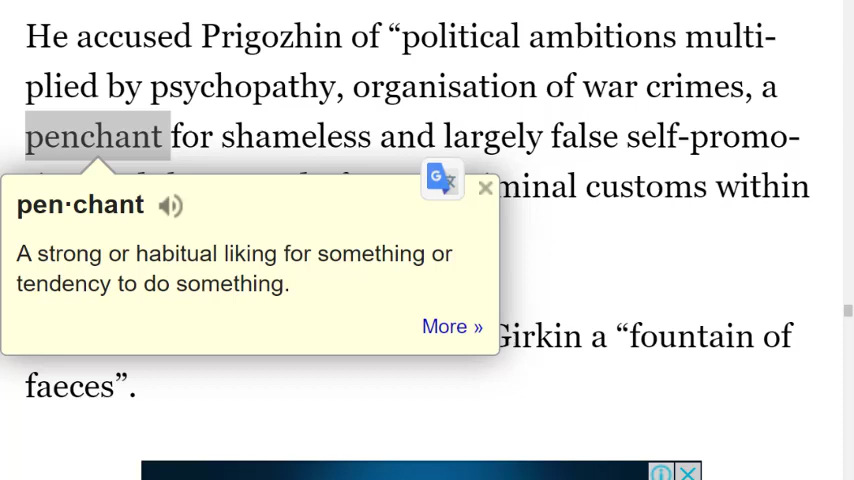 He accused Prigozhin of “political ambitions multi-
plied by psychopathy, organisation of war crimes, a
penchant for shameless and largely false self-promo-
customs within
pen·chant
A strong or habitual liking for something or
tendency to do something.
More »
Girkin a “fountain of
faeces”.